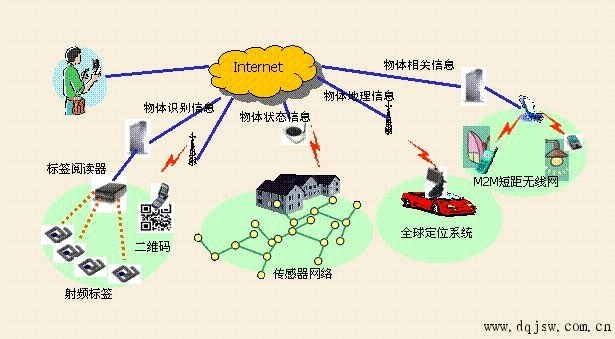 Internet
物体相关信息
物体识别信息
物体状态信息
物体地理信息
标签阅读器
二维码
射频标签
传感器网络
全球定位系统
M2M短距无线网
www.dqjsw.com.cn